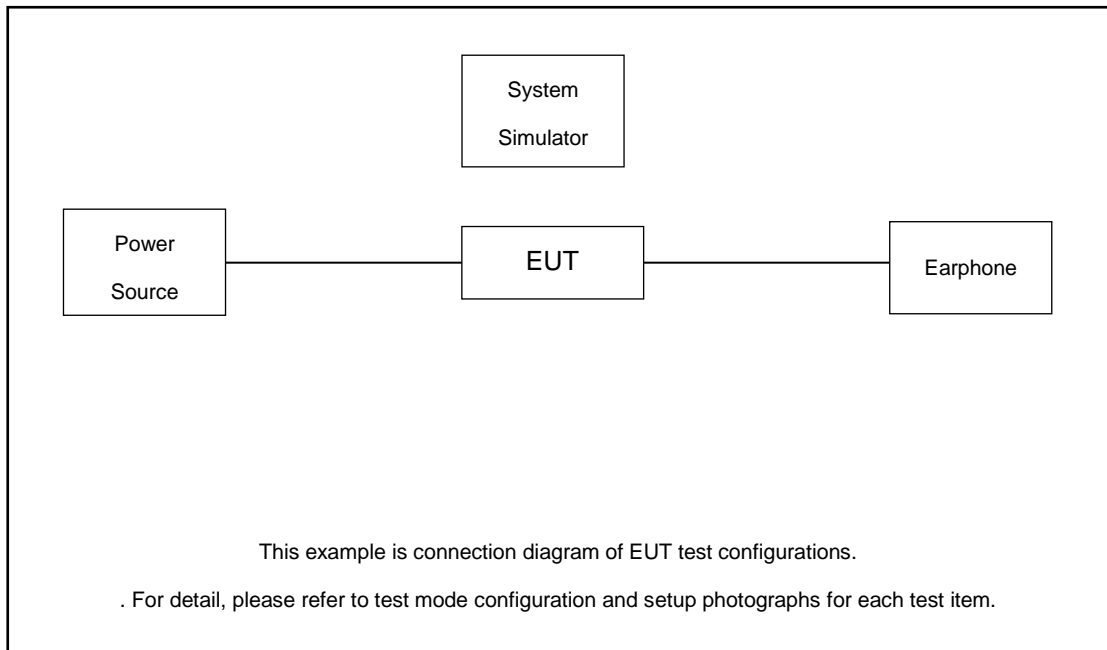 System
Simulator
Power
Source
EUT
Earphone
This example is connection diagram of EUT test configurations.
. For detail, please refer to test mode configuration and setup photographs for each test item.